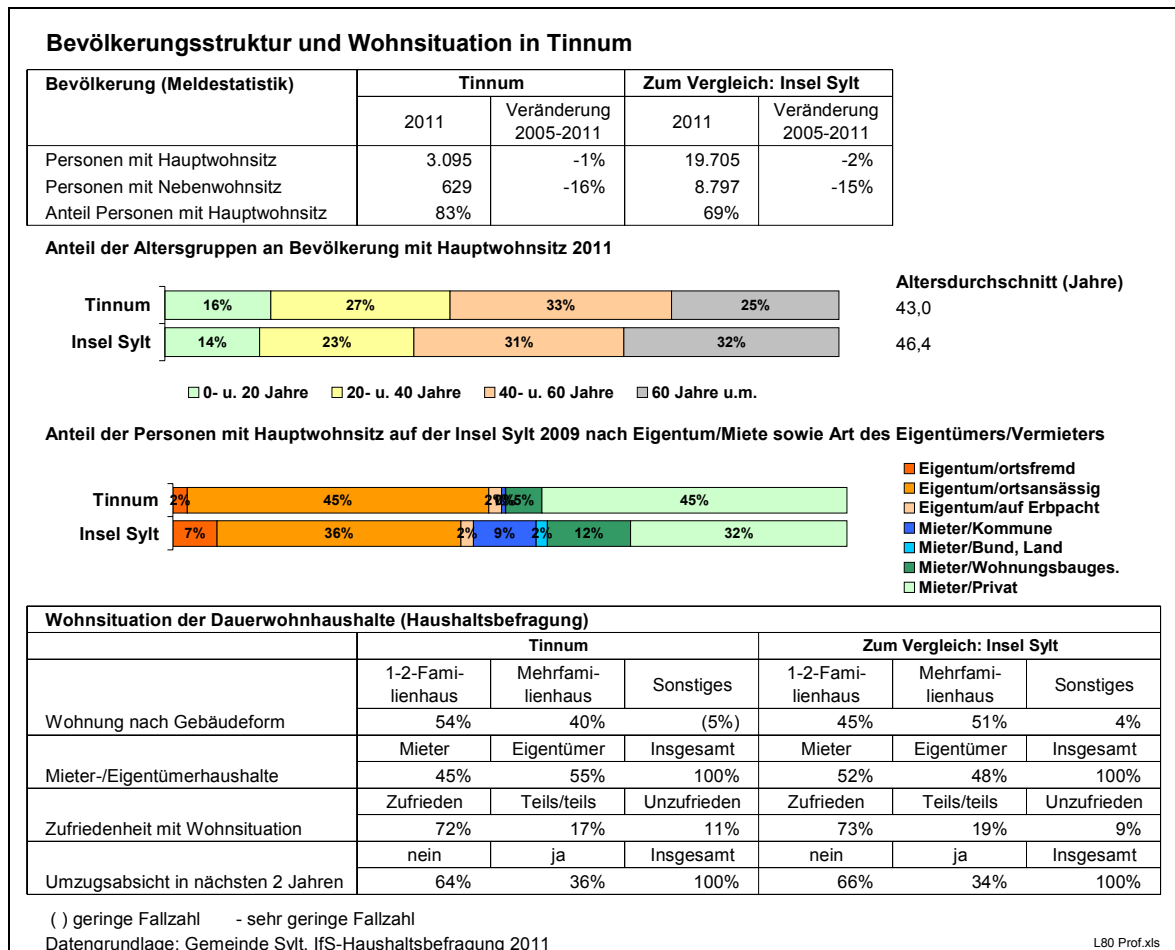 Bevölkerungsstruktur und Wohnsituation in Tinnum
Bevölkerung (Meldestatistik) Tinnum Zum Vergleich: Insel Sylt
2011 Veränderung 2005-2011 2011 Veränderung 2005-2011
Personen mit Hauptwohnsitz 3.095 -1% 19.705 -2%
Personen mit Nebenwohnsitz 629 -16% 8.797 -15%
Anteil Personen mit Hauptwohnsitz 83% 69%
Anteil der Altersgruppen an Bevölkerung mit Hauptwohnsitz 2011
Altersdurchschnitt (Jahre)
Tinnum 16% 27% 33% 25% 43,0
Insel Sylt 14% 23% 31% 32% 46,4
0- u. 20 Jahre 20- u. 40 Jahre 40- u. 60 Jahre 60 Jahre u.m.
Anteil der Personen mit Hauptwohnsitz auf der Insel Sylt 2009 nach Eigentum/Miete sowie Art des Eigentümers/Vermieters
Tinnum 2% 45% 2% 5% 45%
Insel Sylt 7% 36% 2% 9% 2% 12% 32%
Eigentum/ortsfremd
Eigentum/ortsansässig
Eigentum/auf Erbpacht
Mieter/Kommune
Mieter/Bund, Land
Mieter/Wohnungsbauges.
Mieter/Privat
Wohnsituation der Dauerwohnhaushalte (Haushaltsbefragung)
Tinnum Zum Vergleich: Insel Sylt
1-2-Fami- Mehrfami- Sonstiges 1-2-Fami- Mehrfami- Sonstiges
lienhaus lienhaus lienhaus lienhaus
Wohnung nach Gebäudeform 54% 40% (5%) 45% 51% 4%
Mieter Eigentümer Insgesamt Mieter Eigentümer Insgesamt
Mieter-/Eigentümerhaushalte 45% 55% 100% 52% 48% 100%
Zufrieden Teils/teils Unzufrieden Zufrieden Teils/teils Unzufrieden
Zufriedenheit mit Wohnsituation 72% 17% 11% 73% 19% 9%
nein ja Insgesamt nein ja Insgesamt
Umzugsabsicht in nächsten 2 Jahren 64% 36% 100% 66% 34% 100%
( ) geringe Fallzahl - sehr geringe Fallzahl
Datengrundlage: Gemeinde Sylt, IfS-Haushaltsbefragung 2011
L80 Prof.xls